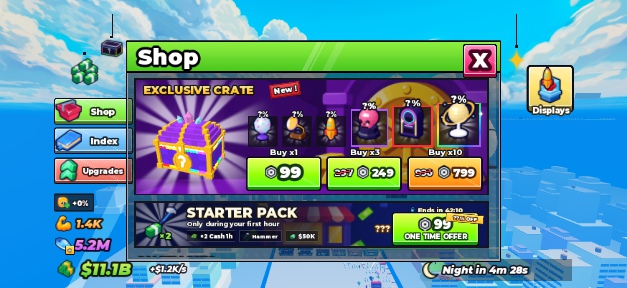 Shop
X
EXCLUSIVE CRATE
New !
?% ?% ?% ?% ?% ?%
Buy x1 Buy x3 Buy x10
99
249
799
STARTER PACK
Only during your first hour
Ends in 42:10
x2
+2 Cash 1h
Hammer
$50K
???
99
ONE TIME OFFER
Shop
Index
Upgrades
+0%
1.4K
5.2M
$11.1B
+$1.2K/s
Displays
Night in 4m 28s